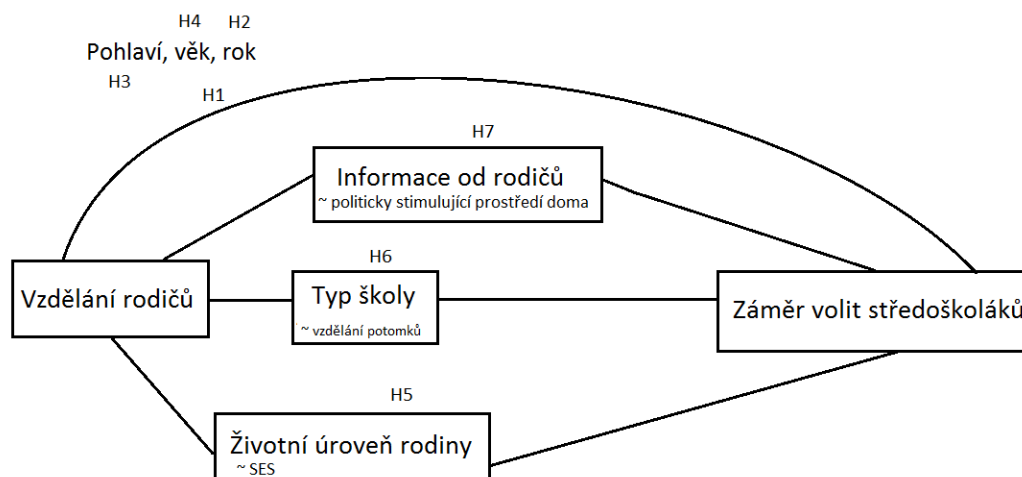 H4 H2
Pohlaví, věk, rok
H3
H1
H7
Informace od rodičů
~ politicky stimulující prostředí doma
H6
Vzdělání rodičů
Typ školy
~ vzdělání potomků
Záměr volit středoškoláků
H5
Životní úroveň rodiny
~ SES